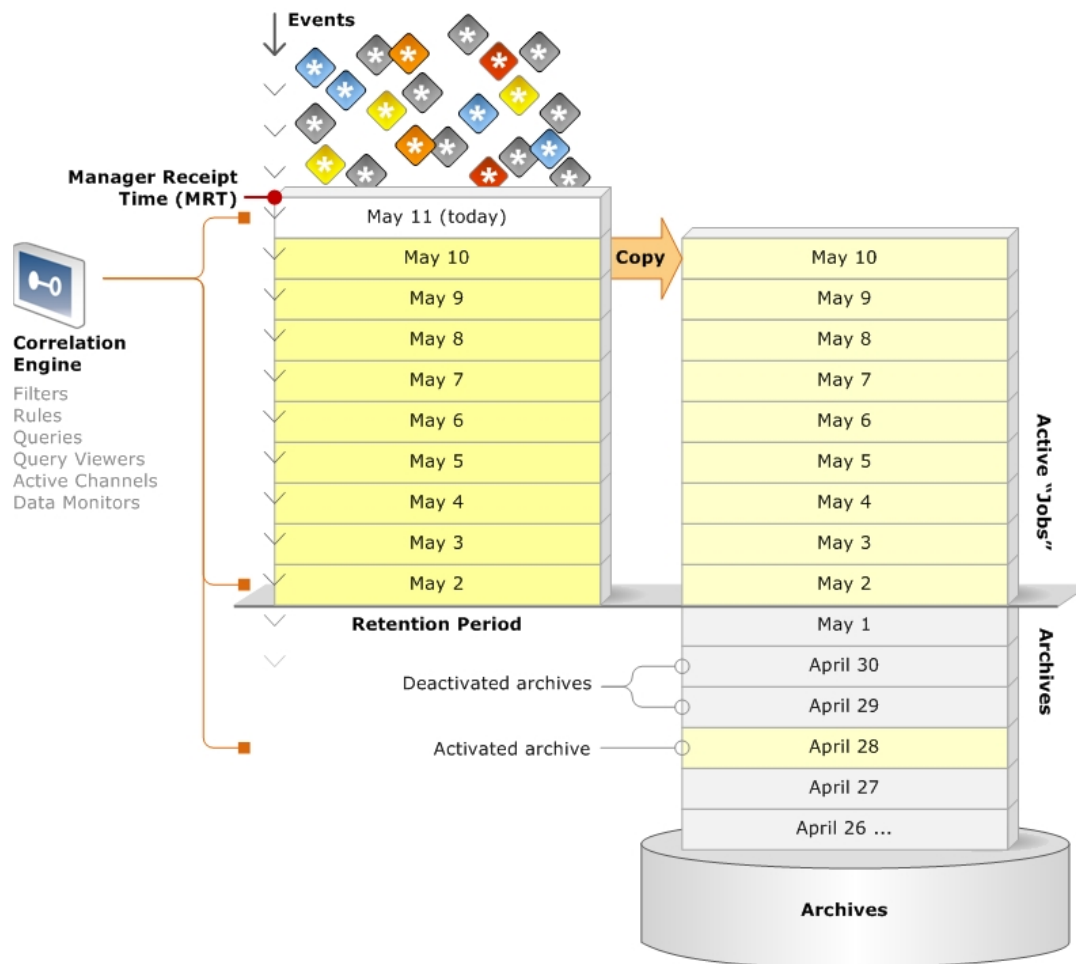 Events
Manager Receipt
Time (MRT)
May 11 (today)
May 10
May 9
May 8
May 7
May 6
May 5
May 4
May 3
May 2
Copy
May 10
May 9
May 8
May 7
May 6
May 5
May 4
May 3
May 2
May 1
April 30
April 29
April 28
April 27
April 26 ...
Archives
Active “Jobs”
Archives
Correlation
Engine
Filters
Rules
Queries
Query Viewers
Active Channels
Data Monitors
Retention Period
Deactivated archives
Activated archive